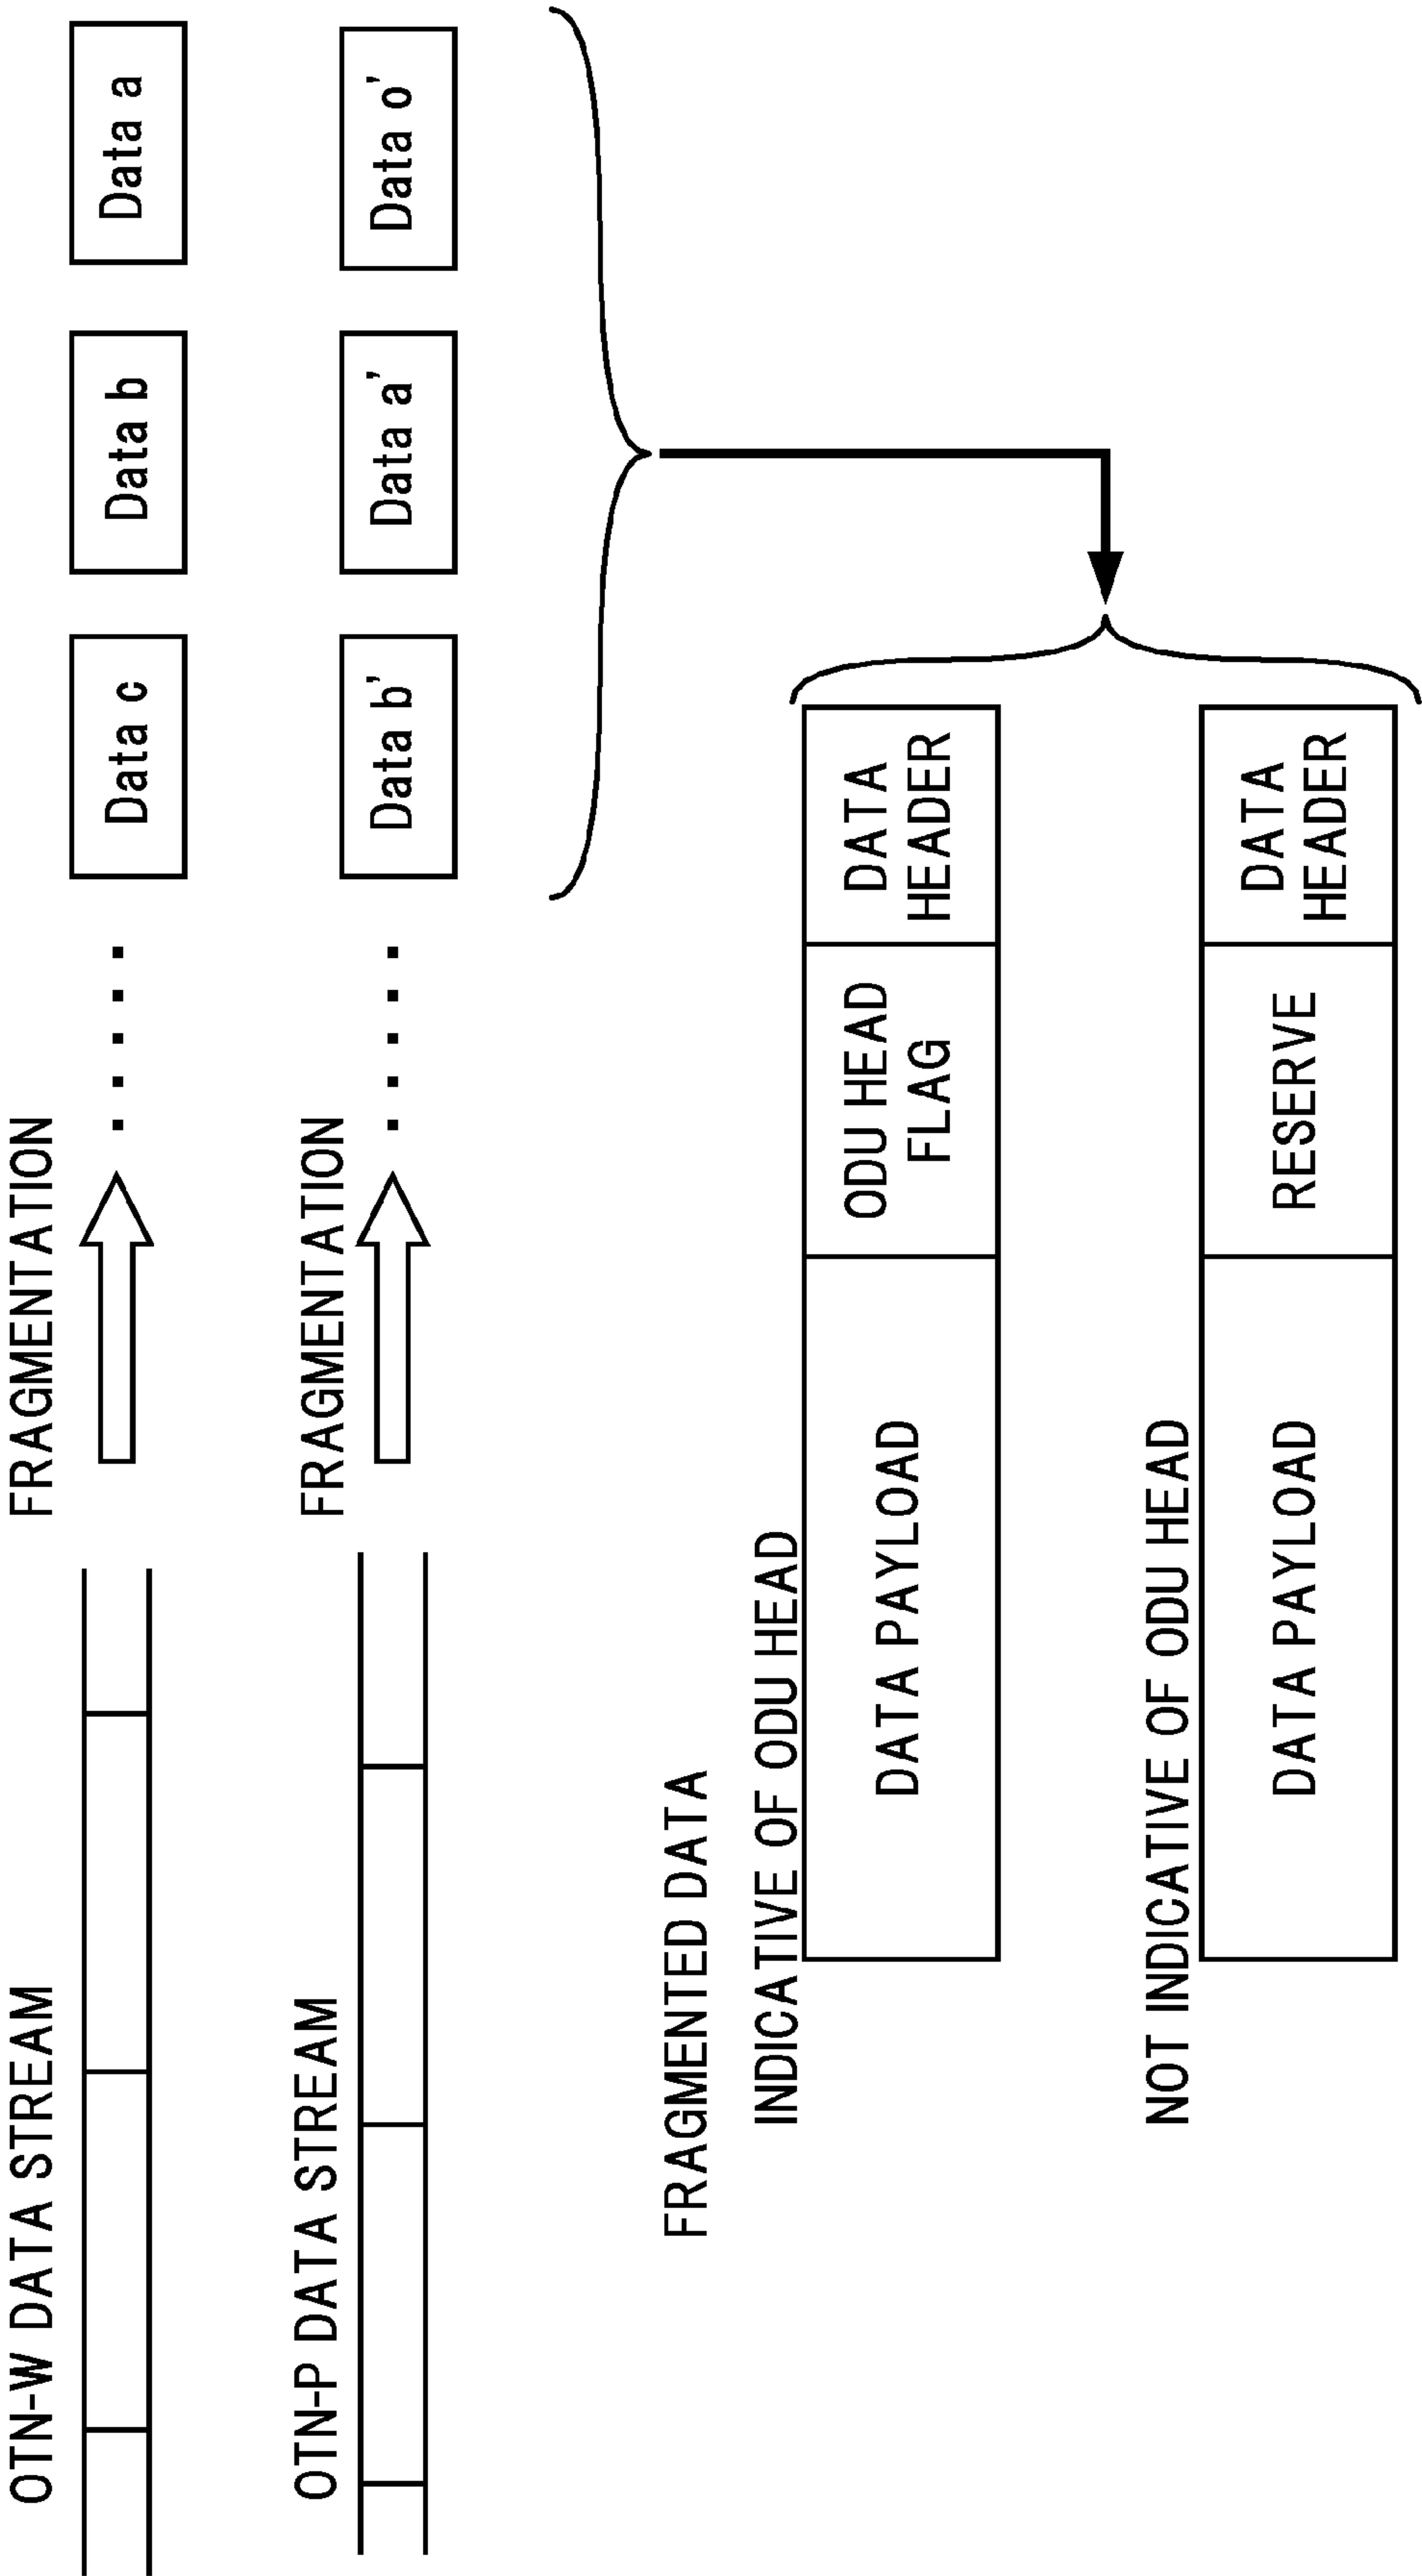 OTN-W DATA STREAM
FRAGMENTATION
Data c
Data b
Data a
OTN-P DATA STREAM
FRAGMENTATION
Data b'
Data a'
Data o'
FRAGMENTED DATA
INDICATIVE OF ODU HEAD
DATA PAYLOAD
ODU HEAD
FLAG
DATA
HEADER
NOT INDICATIVE OF ODU HEAD
DATA PAYLOAD
RESERVE
DATA
HEADER